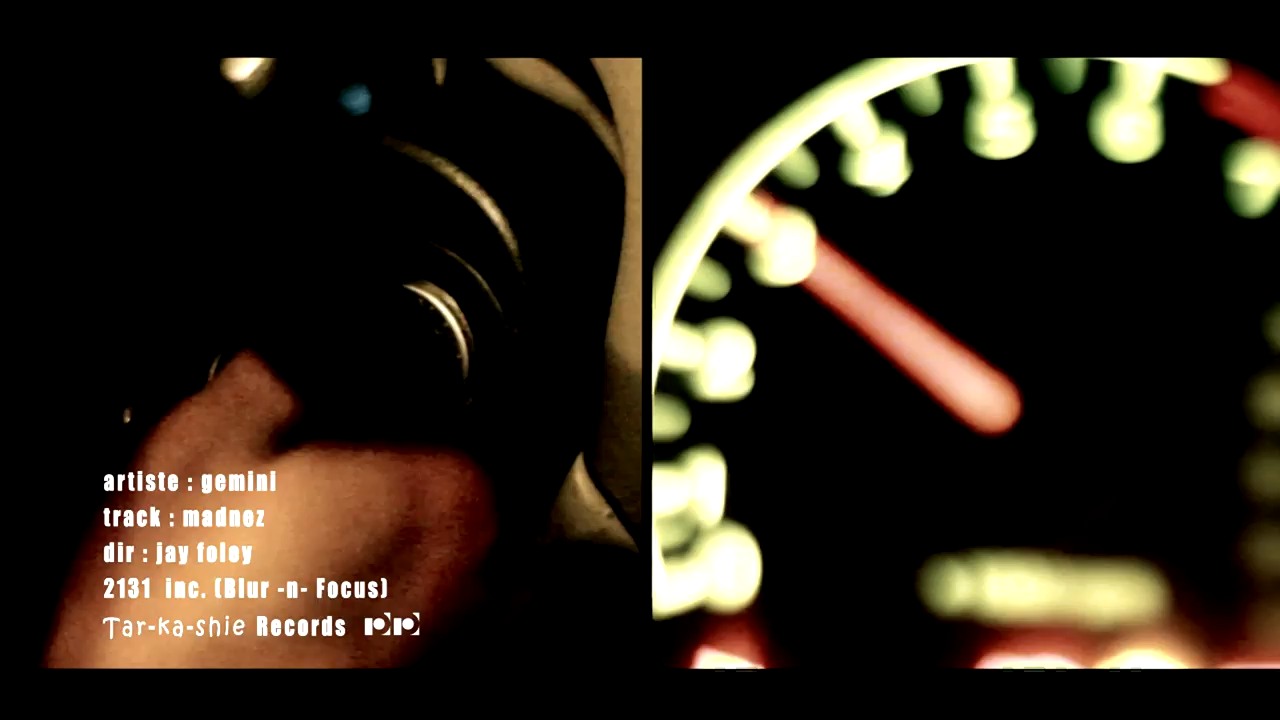 artiste : gemini
track : madnez
dir : jay foley
2131 inc. (Blur -n- Focus)
Tar-ka-shie Records